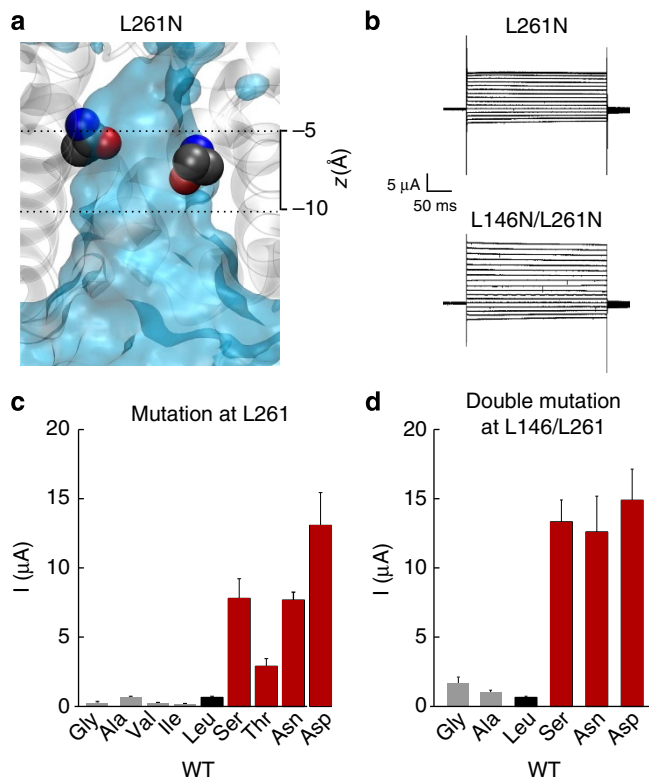 a
L261N
−5
z(Å)
−10
b
L261N
5 μA
50 ms
L146N/L261N
c
Mutation at L261
20
15
10
5
0
I (μA)
Gly Ala Val Ile Leu Ser Thr Asn Asp
WT
d
Double mutation
at L146/L261
20
15
10
5
0
I (μA)
Gly Ala Leu Ser Asn Asp
WT